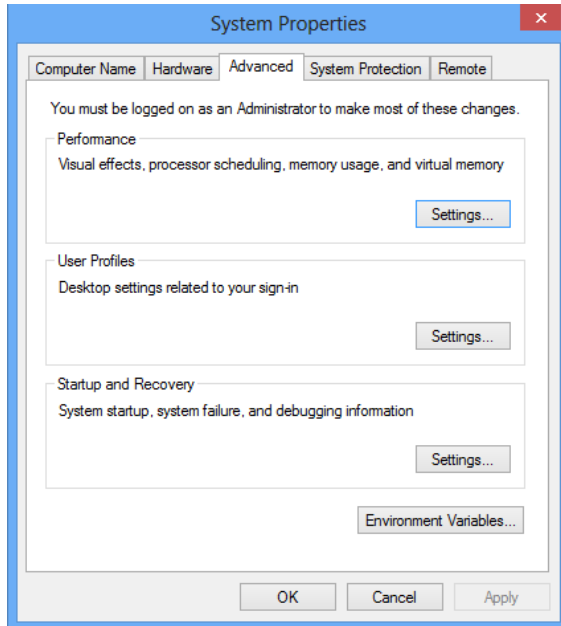 System Properties
Computer Name Hardware Advanced System Protection Remote
You must be logged on as an Administrator to make most of these changes.
Performance
Visual effects, processor scheduling, memory usage, and virtual memory
Settings...
User Profiles
Desktop settings related to your sign-in
Settings...
Startup and Recovery
System startup, system failure, and debugging information
Settings...
Environment Variables...
OK Cancel Apply